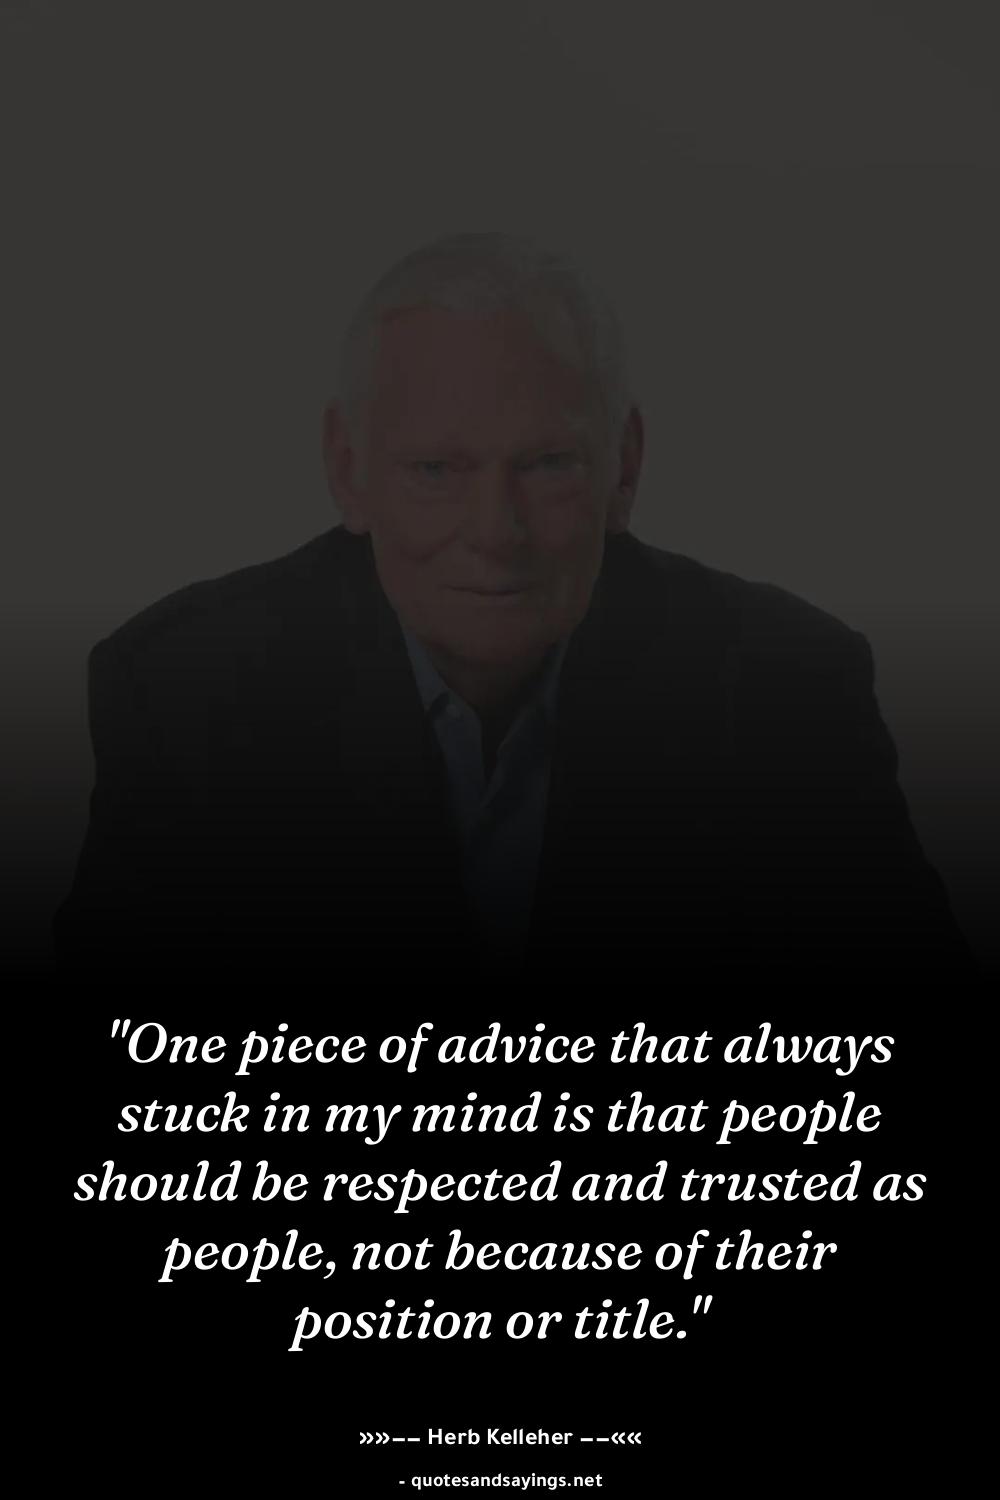 "One piece of advice that always
stuck in my mind is that people
should be respected and trusted as
people, not because of their
position or title."
»»—— Herb Kelleher ——««
- quotesandsayings.net